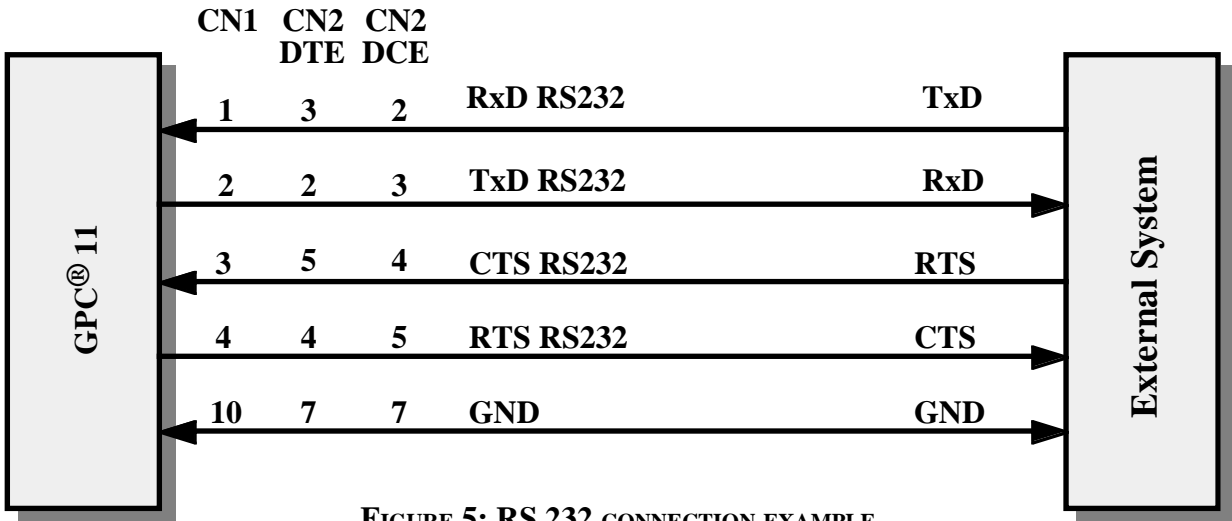 CN1 CN2 CN2
DTE DCE
1 3 2 RxD RS232 TxD
2 2 3 TxD RS232 RxD
3 5 4 CTS RS232 RTS
4 4 5 RTS RS232 CTS
10 7 7 GND GND
GPC® 11
External System
FIGURE 5: RS 232 CONNECTION EXAMPLE